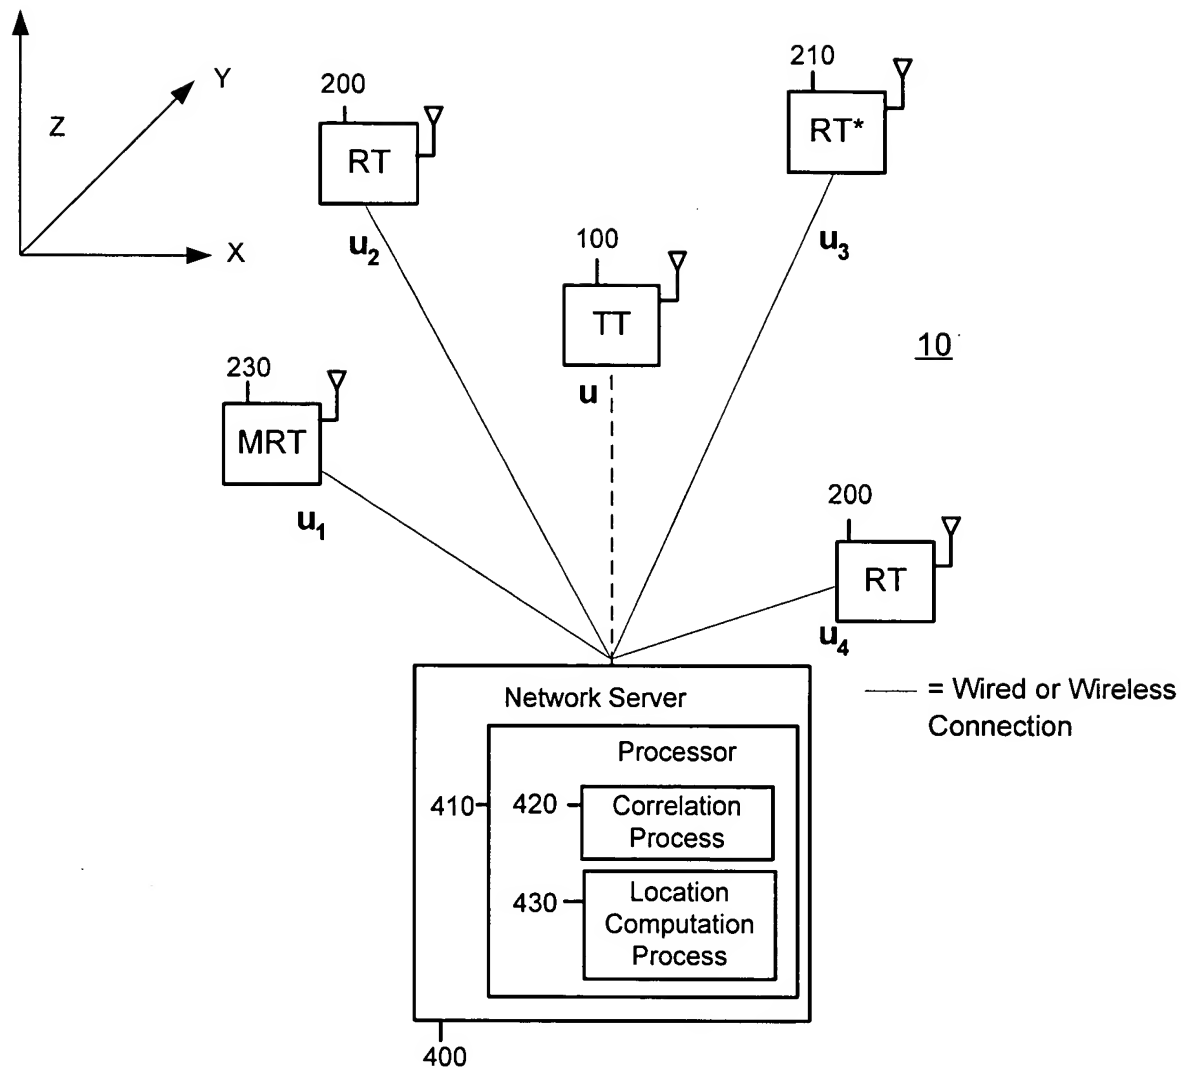 210
Y
200
Z
RT*
RT
X
u2
100
u3
TT
10
230
u
MRT
200
u1
RT
u4
Network Server
= Wired or Wireless
Connection
Processor
410
420
Correlation
Process
430
Location
Computation
Process
400